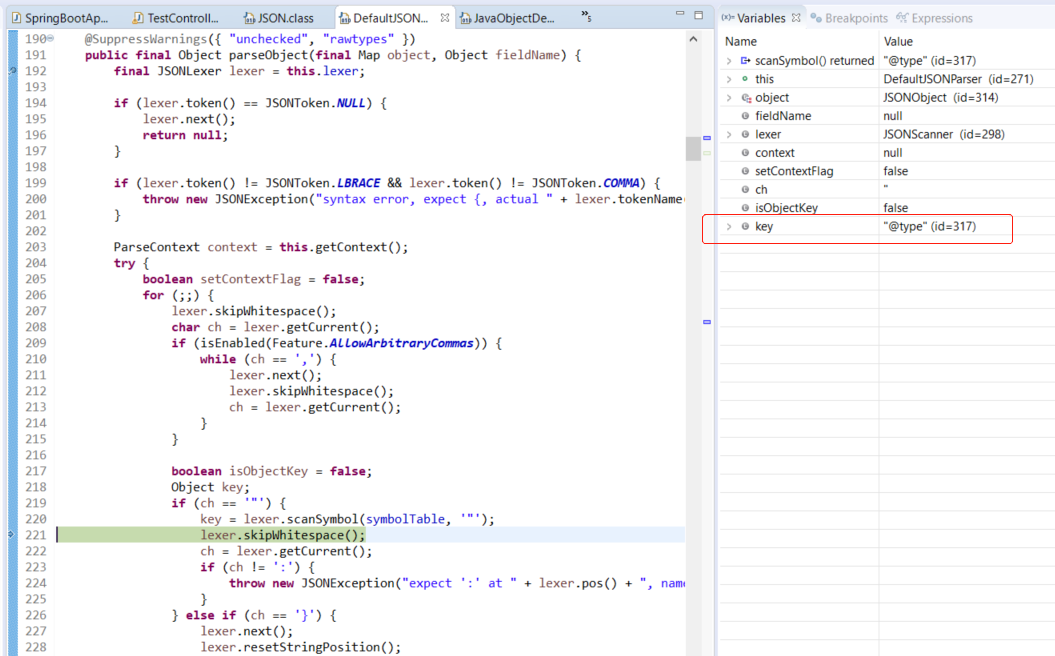 SpringBootAp... TestControll... JSON.class DefaultJSON... JavaObjectDe... »5
190 @SuppressWarnings({ "unchecked", "rawtypes" })
191 public final Object parseObject(final Map object, Object fieldName) {
192 final JSONLexer lexer = this.lexer;
193
194 if (lexer.token() == JSONToken.NULL) {
195 lexer.next();
196 return null;
197 }
198
199 if (lexer.token() != JSONToken.LBRACE && lexer.token() != JSONToken.COMMA) {
200 throw new JSONException("syntax error, expect {, actual " + lexer.tokenName(
201 }
202
203 ParseContext context = this.getContext();
204 try {
205 boolean setContextFlag = false;
206 for (;;) {
207 lexer.skipWhitespace();
208 char ch = lexer.getCurrent();
209 if (isEnabled(Feature.AllowArbitraryCommas)) {
210 while (ch == ',') {
211 lexer.next();
212 lexer.skipWhitespace();
213 ch = lexer.getCurrent();
214 }
215 }
216
217 boolean isObjectKey = false;
218 Object key;
219 if (ch == '"') {
220 key = lexer.scanSymbol(symbolTable, '"');
221 lexer.skipWhitespace();
222 ch = lexer.getCurrent();
223 if (ch != ':') {
224 throw new JSONException("expect ':' at " + lexer.pos() + ", name
225 }
226 } else if (ch == '}') {
227 lexer.next();
228 lexer.resetStringPosition();
(x)= Variables Breakpoints Expressions
Name Value
scanSymbol() returned "@type" (id=317)
this DefaultJSONParser (id=271)
object JSONObject (id=314)
fieldName null
lexer JSONScanner (id=298)
context null
setContextFlag false
ch "
isObjectKey false
key "@type" (id=317)